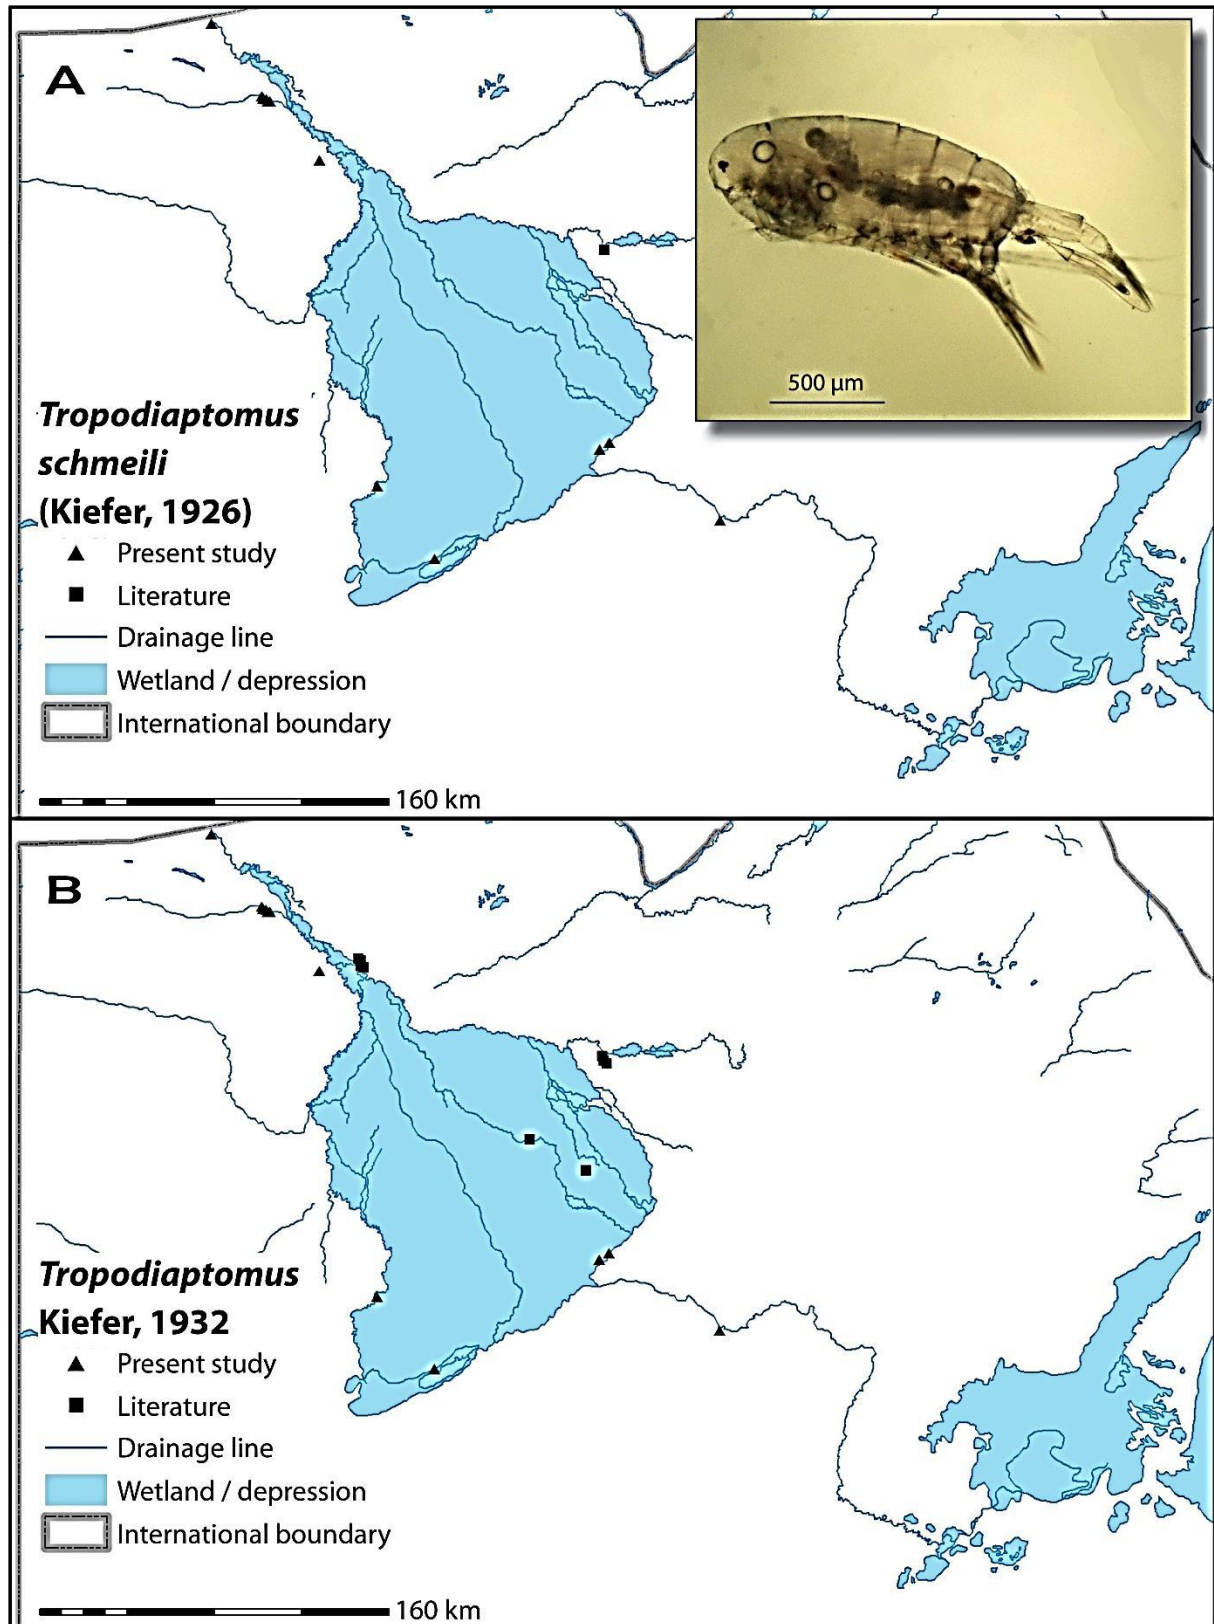 A
500 µm
Tropodiaptomus
schmeili
(Kiefer, 1926)
Present study
Literature
Drainage line
Wetland / depression
International boundary
160 km
B
Tropodiaptomus
Kiefer, 1932
Present study
Literature
Drainage line
Wetland / depression
International boundary
160 km